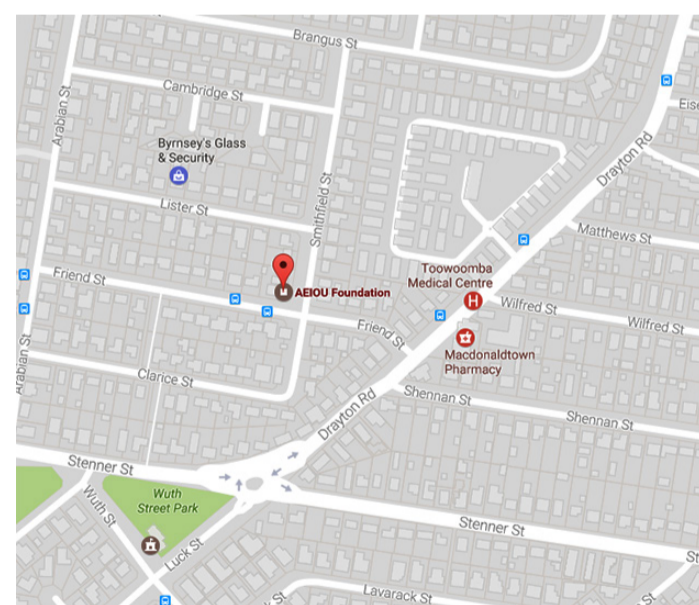 Brangus St
Cambridge St
Arabian St
Byrnsey's Glass
& Security
Smithfield St
Drayton Rd
Lister St
Matthews St
Toowoomba
Medical Centre
Friend St
AEIOU Foundation
Wilfred St
Wilfred St
Friend St
Macdonaldtown
Pharmacy
Arabian St
Clarice St
Shennan St
Shennan St
Drayton Rd
Stenner St
Wuth
Street Park
Wuth St
Stenner St
Luck St
St
St
Lavarack St